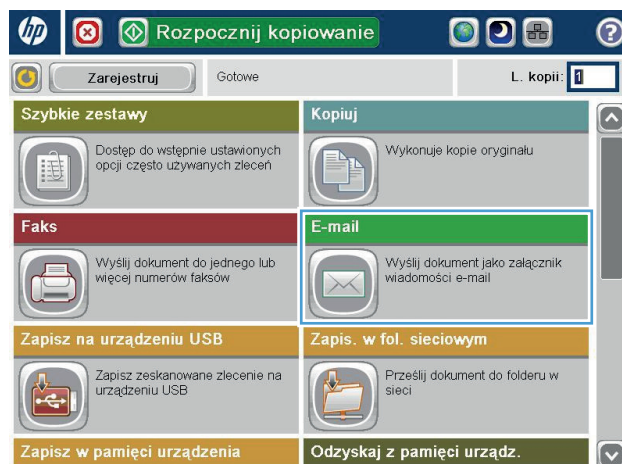 hp
Rozpocznij kopiowanie
?
Zarejestruj
Gotowe
L. kopii: 1
Szybkie zestawy
Dostęp do wstępnie ustawionych
opcji często używanych zleceń
Kopiuj
Wykonuje kopie oryginału
Faks
Wyślij dokument do jednego lub
więcej numerów faksów
E-mail
Wyślij dokument jako załącznik
wiadomości e-mail
Zapisz na urządzeniu USB
Zapisz zeskanowane zlecenie na
urządzeniu USB
Zapis. w fol. sieciowym
Prześlij dokument do folderu w
sieci
Zapisz w pamięci urządzenia
Odzyskaj z pamięci urządz.